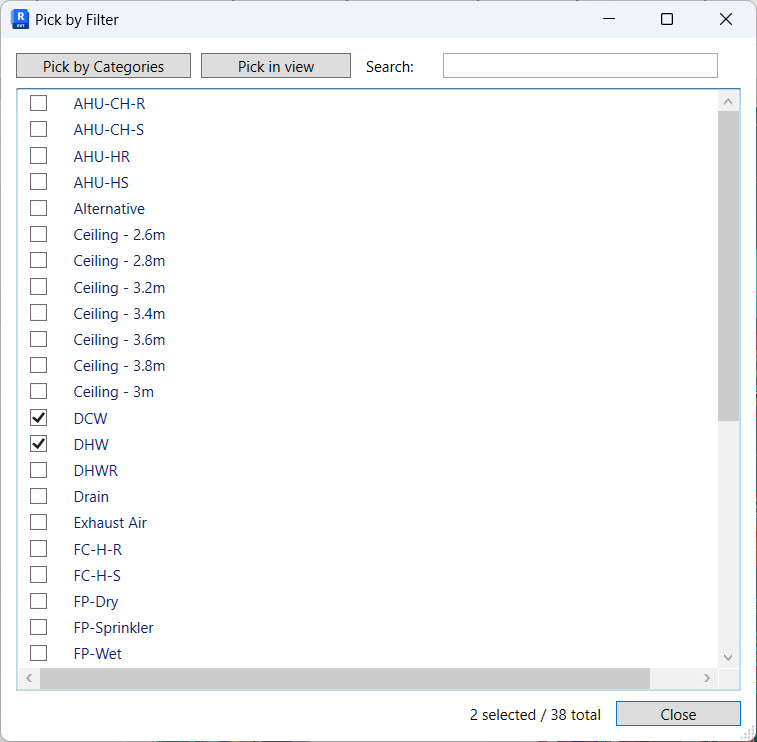 R
RVT
Pick by Filter
Pick by Categories
Pick in view
Search:
AHU-CH-R
AHU-CH-S
AHU-HR
AHU-HS
Alternative
Ceiling - 2.6m
Ceiling - 2.8m
Ceiling - 3.2m
Ceiling - 3.4m
Ceiling - 3.6m
Ceiling - 3.8m
Ceiling - 3m
DCW
DHW
DHWR
Drain
Exhaust Air
FC-H-R
FC-H-S
FP-Dry
FP-Sprinkler
FP-Wet
2 selected / 38 total
Close